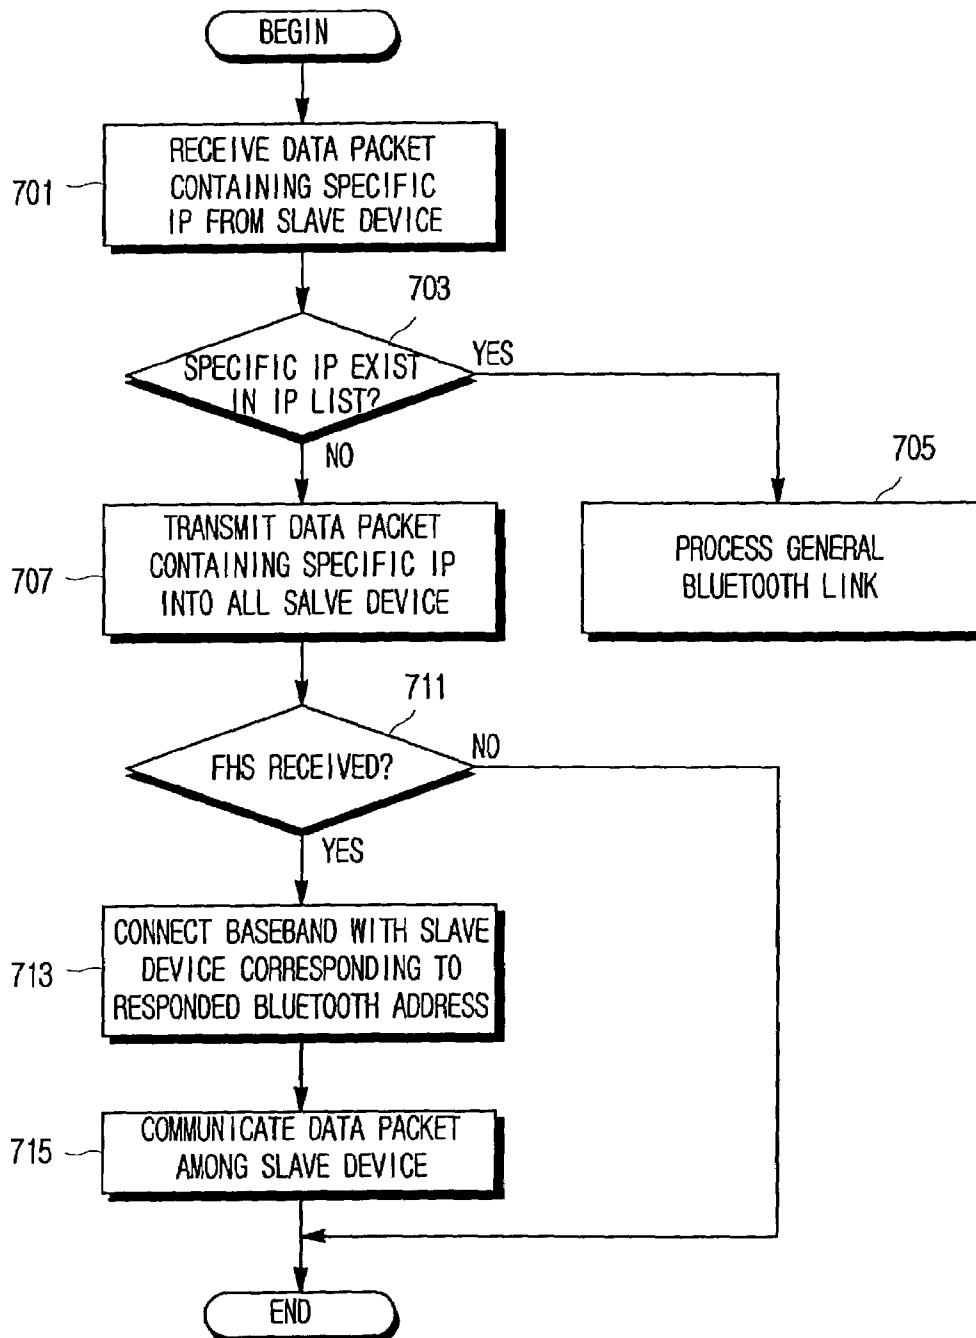 BEGIN
RECEIVE DATA PACKET
CONTAINING SPECIFIC
IP FROM SLAVE DEVICE
701
703
SPECIFIC IP EXIST
IN IP LIST?
YES
NO
705
PROCESS GENERAL
BLUETOOTH LINK
TRANSMIT DATA PACKET
CONTAINING SPECIFIC IP
INTO ALL SALVE DEVICE
707
711
FHS RECEIVED?
NO
YES
CONNECT BASEBAND WITH SLAVE
DEVICE CORRESPONDING TO
RESPONDED BLUETOOTH ADDRESS
713
COMMUNICATE DATA PACKET
AMONG SLAVE DEVICE
715
END